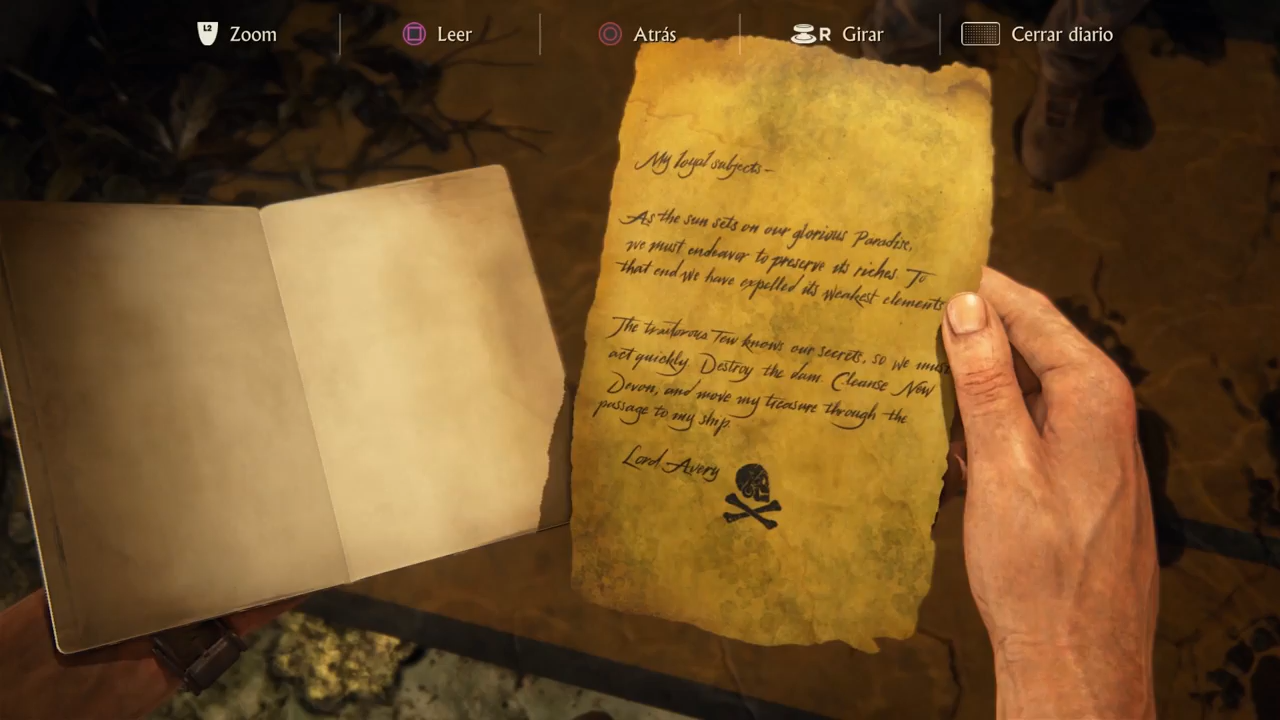 L2 Zoom
Leer
Atrás
R Girar
Cerrar diario
My loyal subjects-
As the sun sets on our glorious Paradise,
we must endeavor to preserve its riches. To
that end we have expelled its weakest elements
The traitorous Tew knows our secrets, so we must
act quickly. Destroy the dam. Cleanse New
Devon, and move my treasure through the
passage to my ship.
Lord Avery